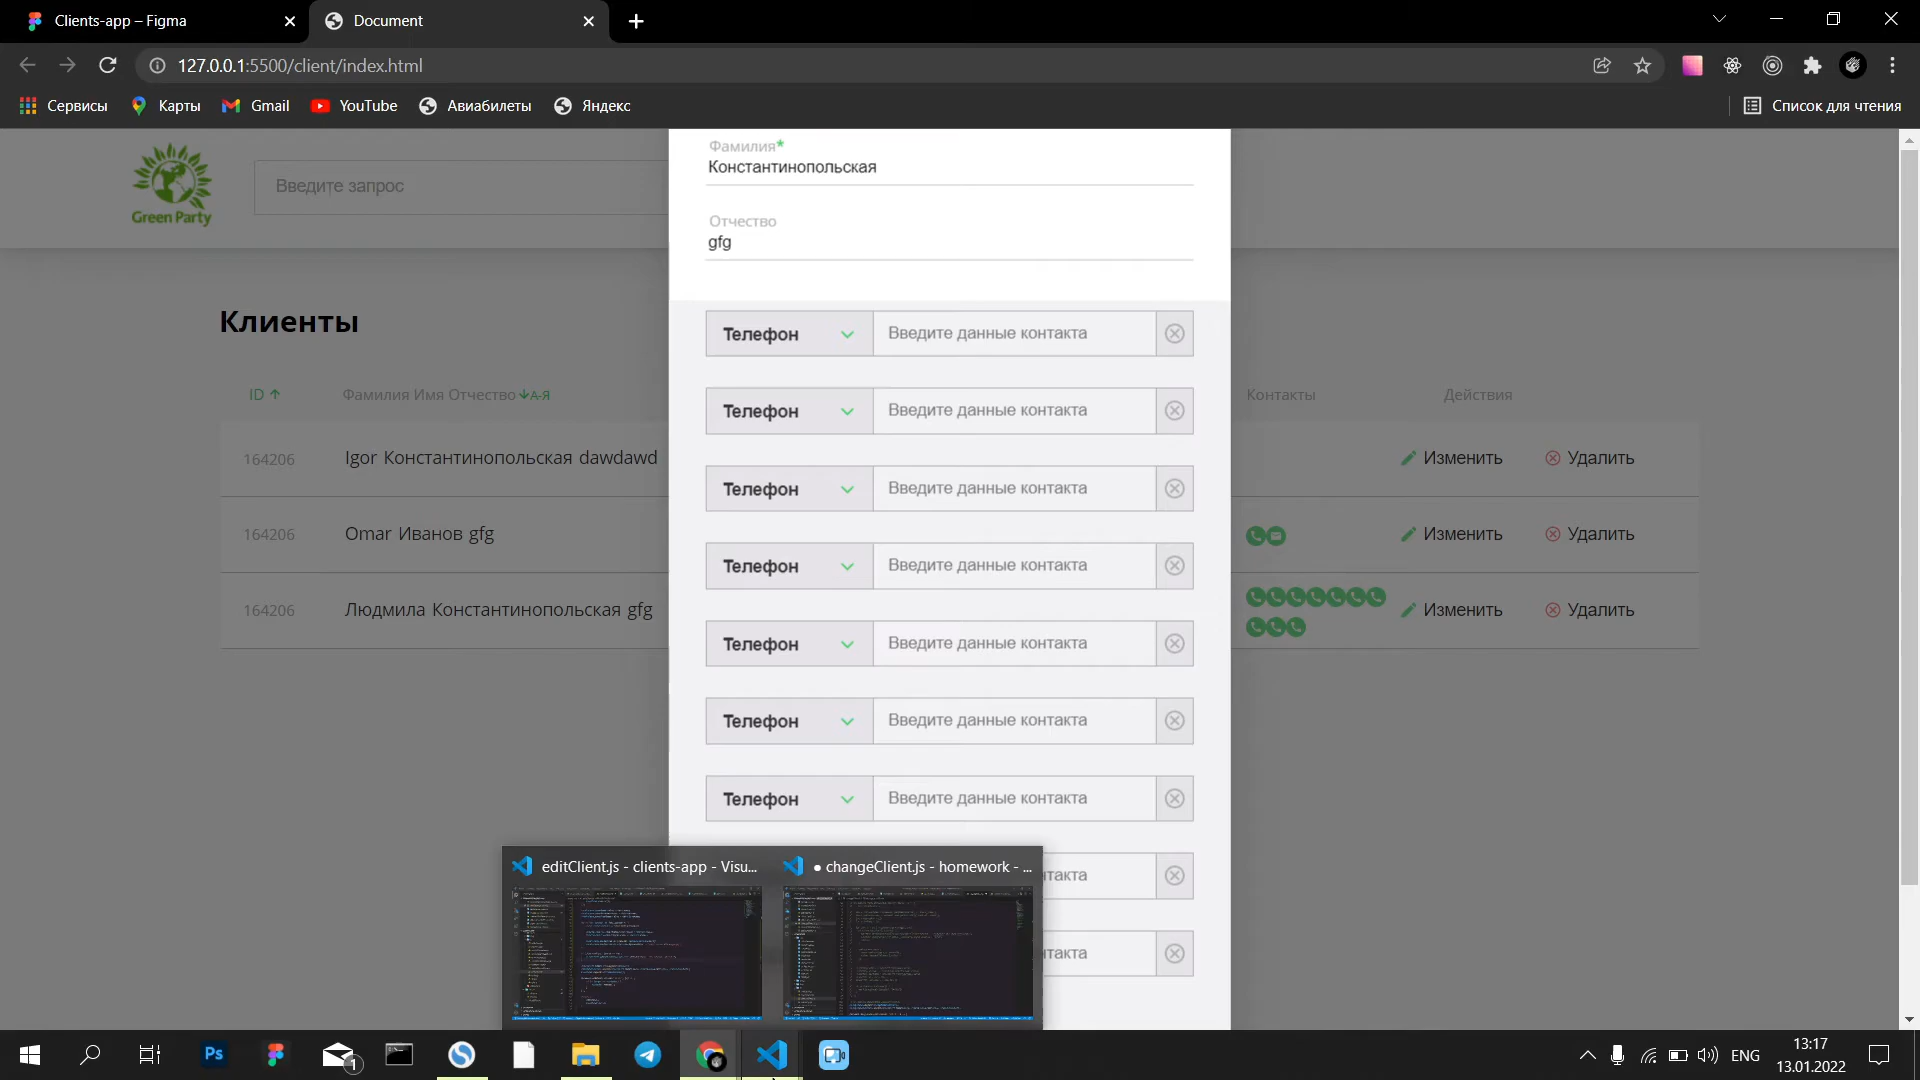 Clients-app – Figma
Document
127.0.0.1:5500/client/index.html
Сервисы
Карты
Gmail
YouTube
Авиабилеты
Яндекс
Список для чтения
Green Party
Введите запрос
Фамилия*
Константинопольская
Отчество
gfg
Клиенты
ID
Фамилия Имя Отчество
А-Я
Контакты
Действия
164206
Igor Константинопольская dawdawd
Изменить
Удалить
164206
Omar Иванов gfg
Изменить
Удалить
164206
Людмила Константинопольская gfg
Изменить
Удалить
Телефон
Введите данные контакта
Телефон
Введите данные контакта
Телефон
Введите данные контакта
Телефон
Введите данные контакта
Телефон
Введите данные контакта
Телефон
Введите данные контакта
Телефон
Введите данные контакта
editClient.js - clients-app - Visu...
● changeClient.js - homework - ...
Ps
1
ENG
13:17
13.01.2022